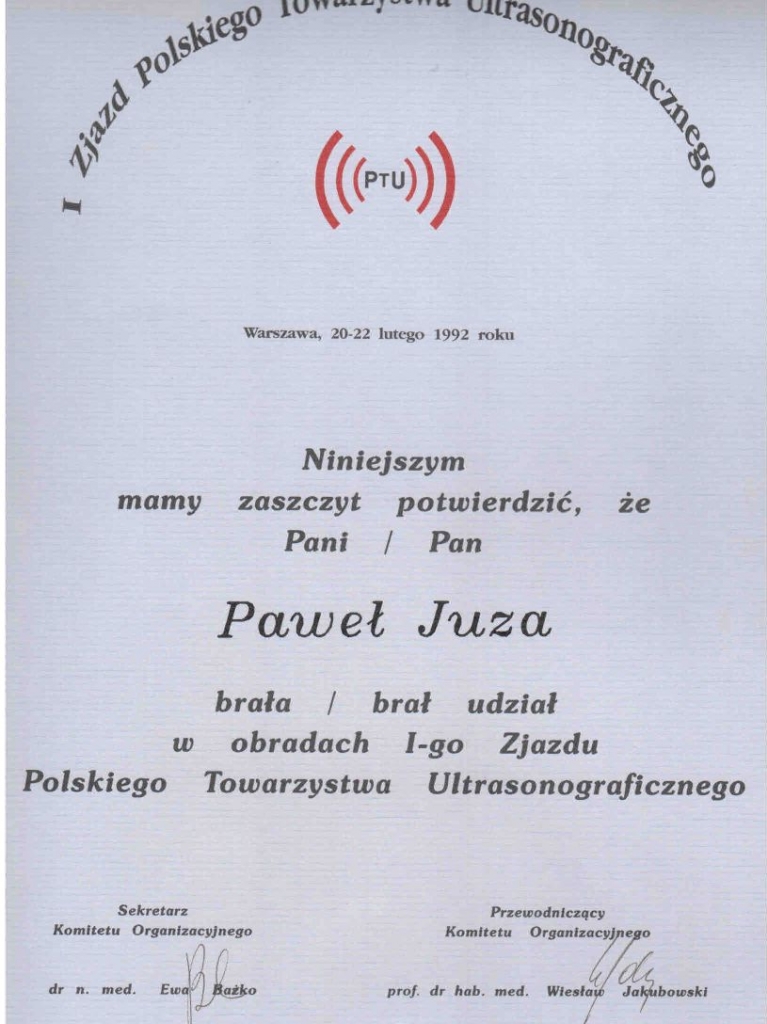 I Zjazd Polskiego Towarzystwa Ultrasonograficznego
PTU
Warszawa, 20-22 lutego 1992 roku
Niniejszym
mamy zaszczyt potwierdzić, że
Pani / Pan
Paweł Juza
brała / brał udział
w obradach I-go Zjazdu
Polskiego Towarzystwa Ultrasonograficznego
Sekretarz
Komitetu Organizacyjnego
dr n. med. Ewa Bażko
Przewodniczący
Komitetu Organizacyjnego
prof. dr hab. med. Wiesław Jakubowski